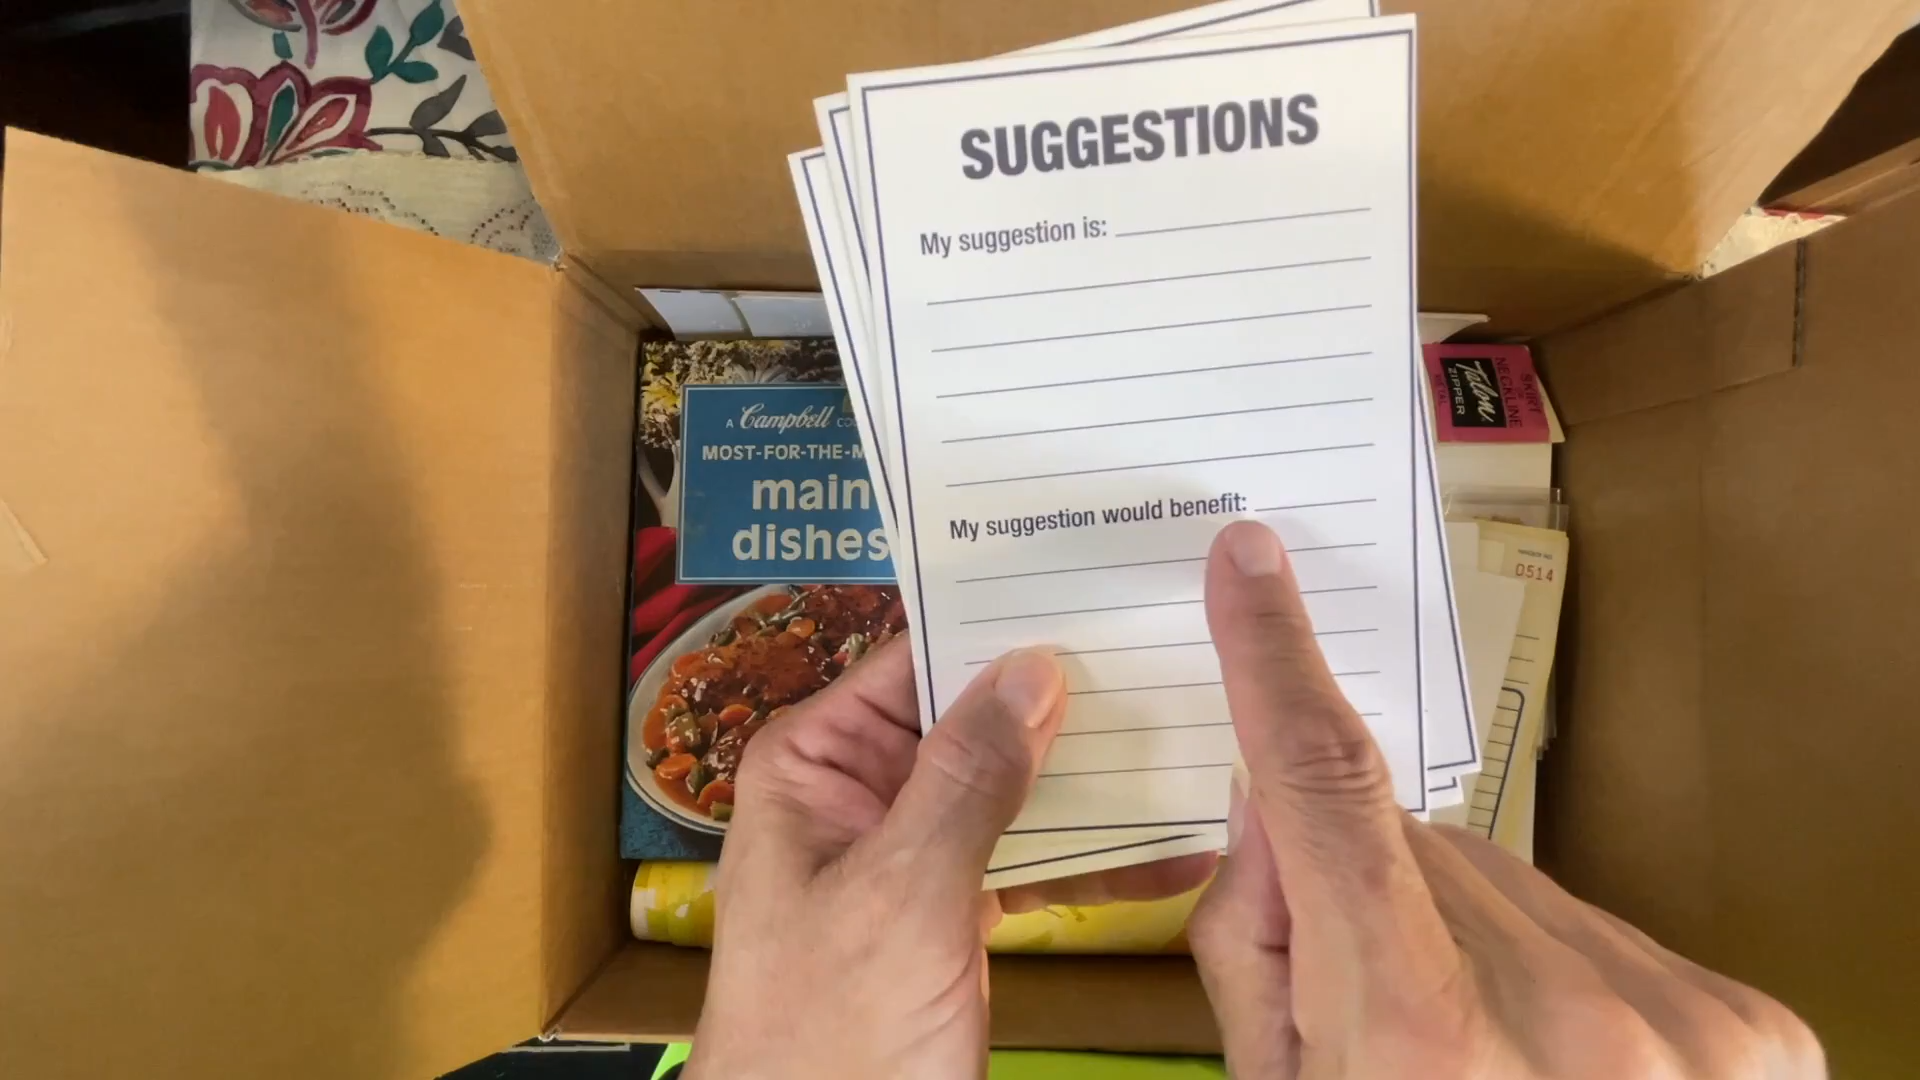 SUGGESTIONS
My suggestion is:
My suggestion would benefit:
A Campbell
MOST-FOR-THE-M
main
dishes
SKIRT
NECKLINE
Talon
ZIPPER
METAL
0514